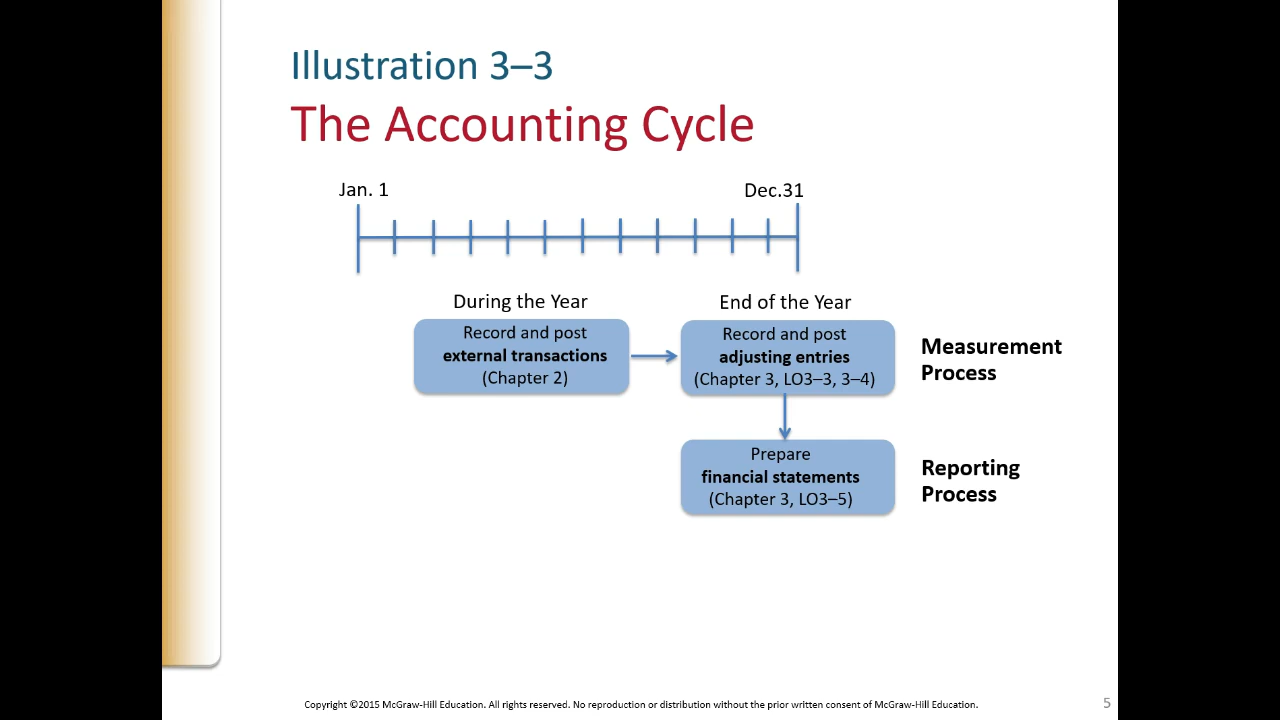 Illustration 3–3
The Accounting Cycle
Jan. 1
Dec.31
During the Year
End of the Year
Record and post
external transactions
(Chapter 2)
Record and post
adjusting entries
(Chapter 3, LO3–3, 3–4)
Measurement
Process
Prepare
financial statements
(Chapter 3, LO3–5)
Reporting
Process
Copyright ©2015 McGraw-Hill Education. All rights reserved. No reproduction or distribution without the prior written consent of McGraw-Hill Education.
5